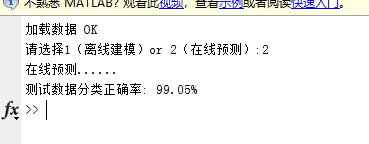 不熟悉 MATLAB? 观看此视频, 查看示例或者阅读快速入门。
加载数据 OK
请选择1（离线建模）or 2（在线预测）:2
在线预测......
测试数据分类正确率: 99.05%
fx >>